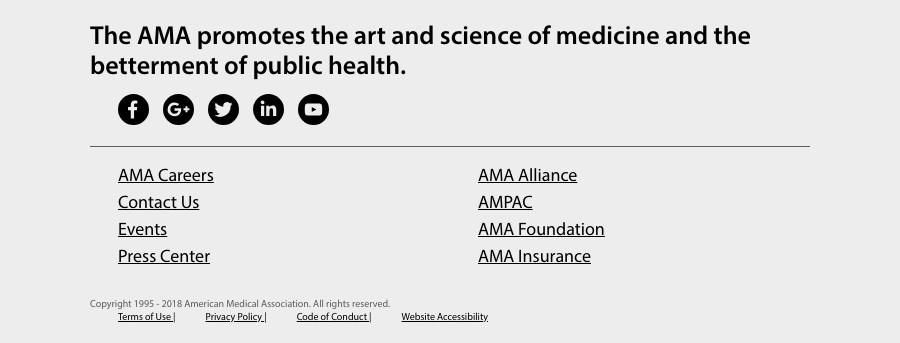 The AMA promotes the art and science of medicine and the
betterment of public health.
AMA Careers
Contact Us
Events
Press Center
AMA Alliance
AMPAC
AMA Foundation
AMA Insurance
Copyright 1995 - 2018 American Medical Association. All rights reserved.
Terms of Use | Privacy Policy | Code of Conduct | Website Accessibility